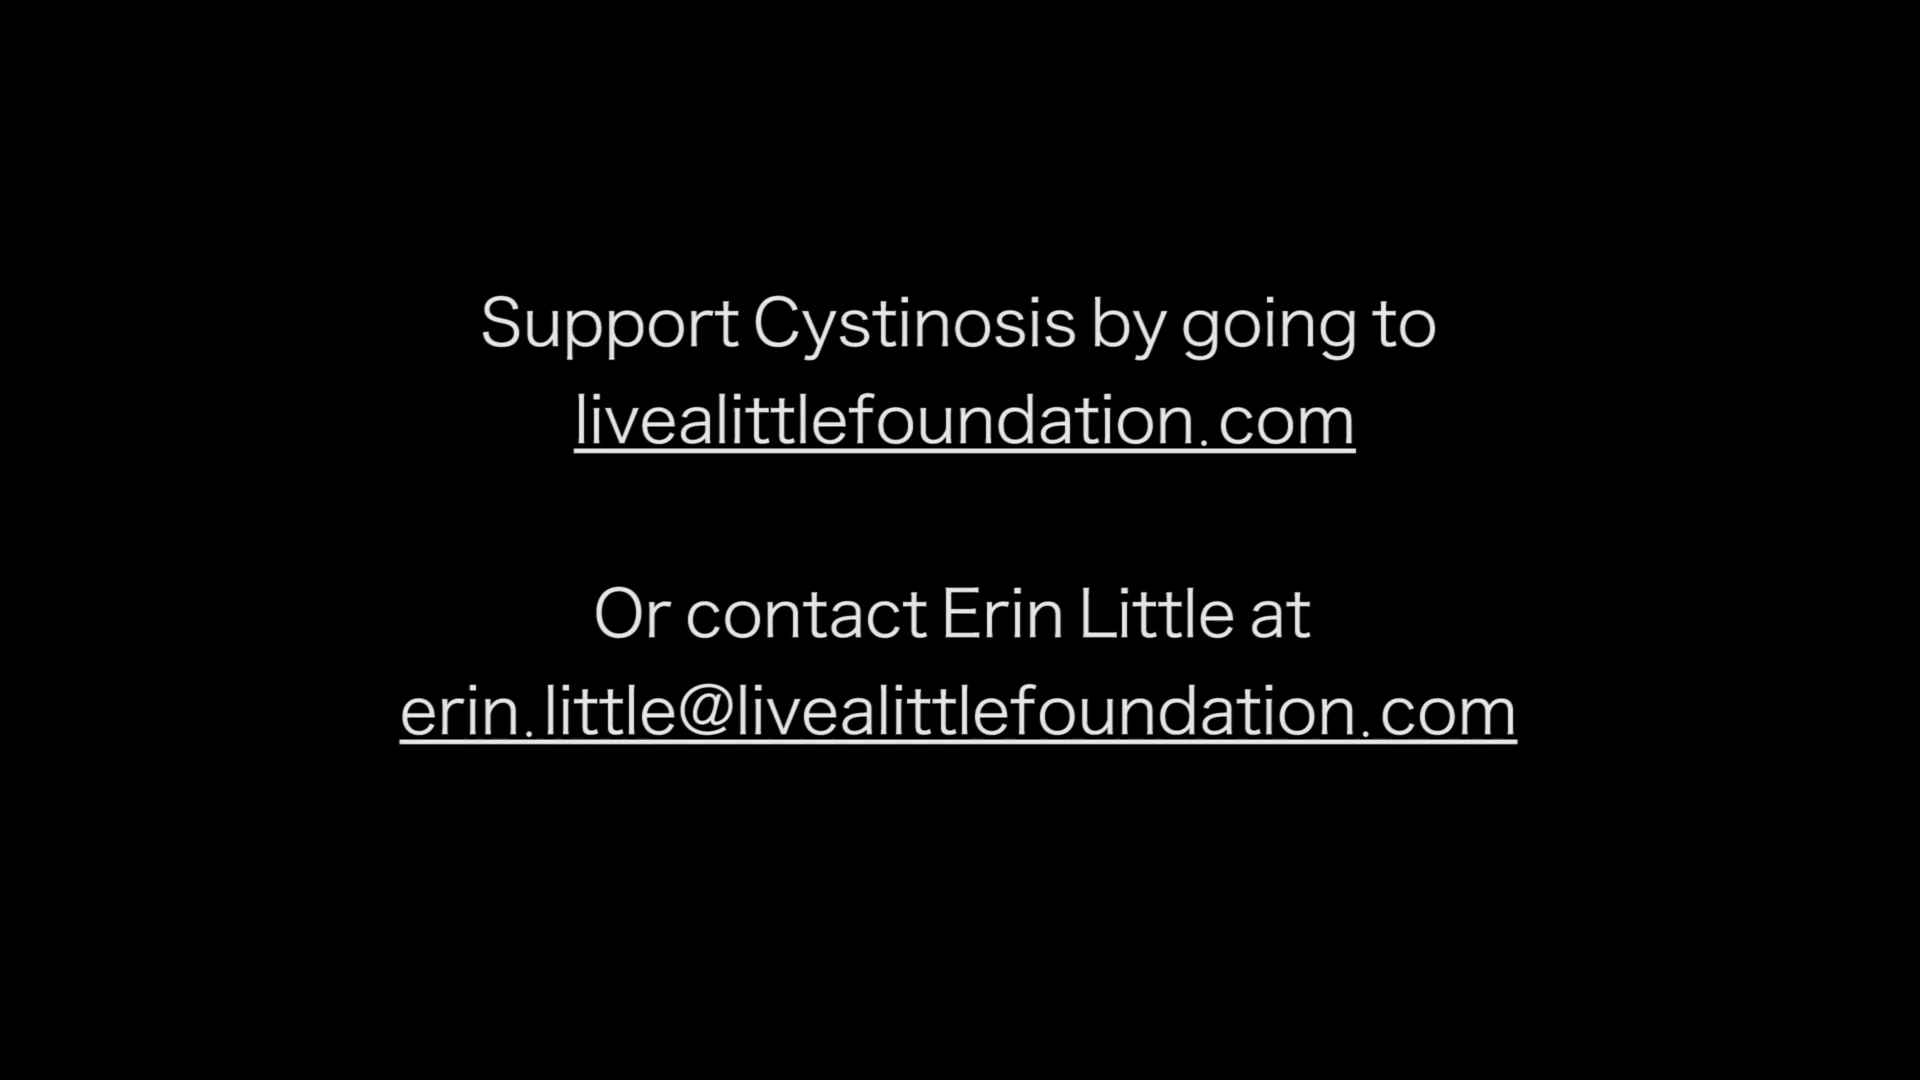 Support Cystinosis by going to
livealittlefoundation.com
Or contact Erin Little at
erin.little@livealittlefoundation.com